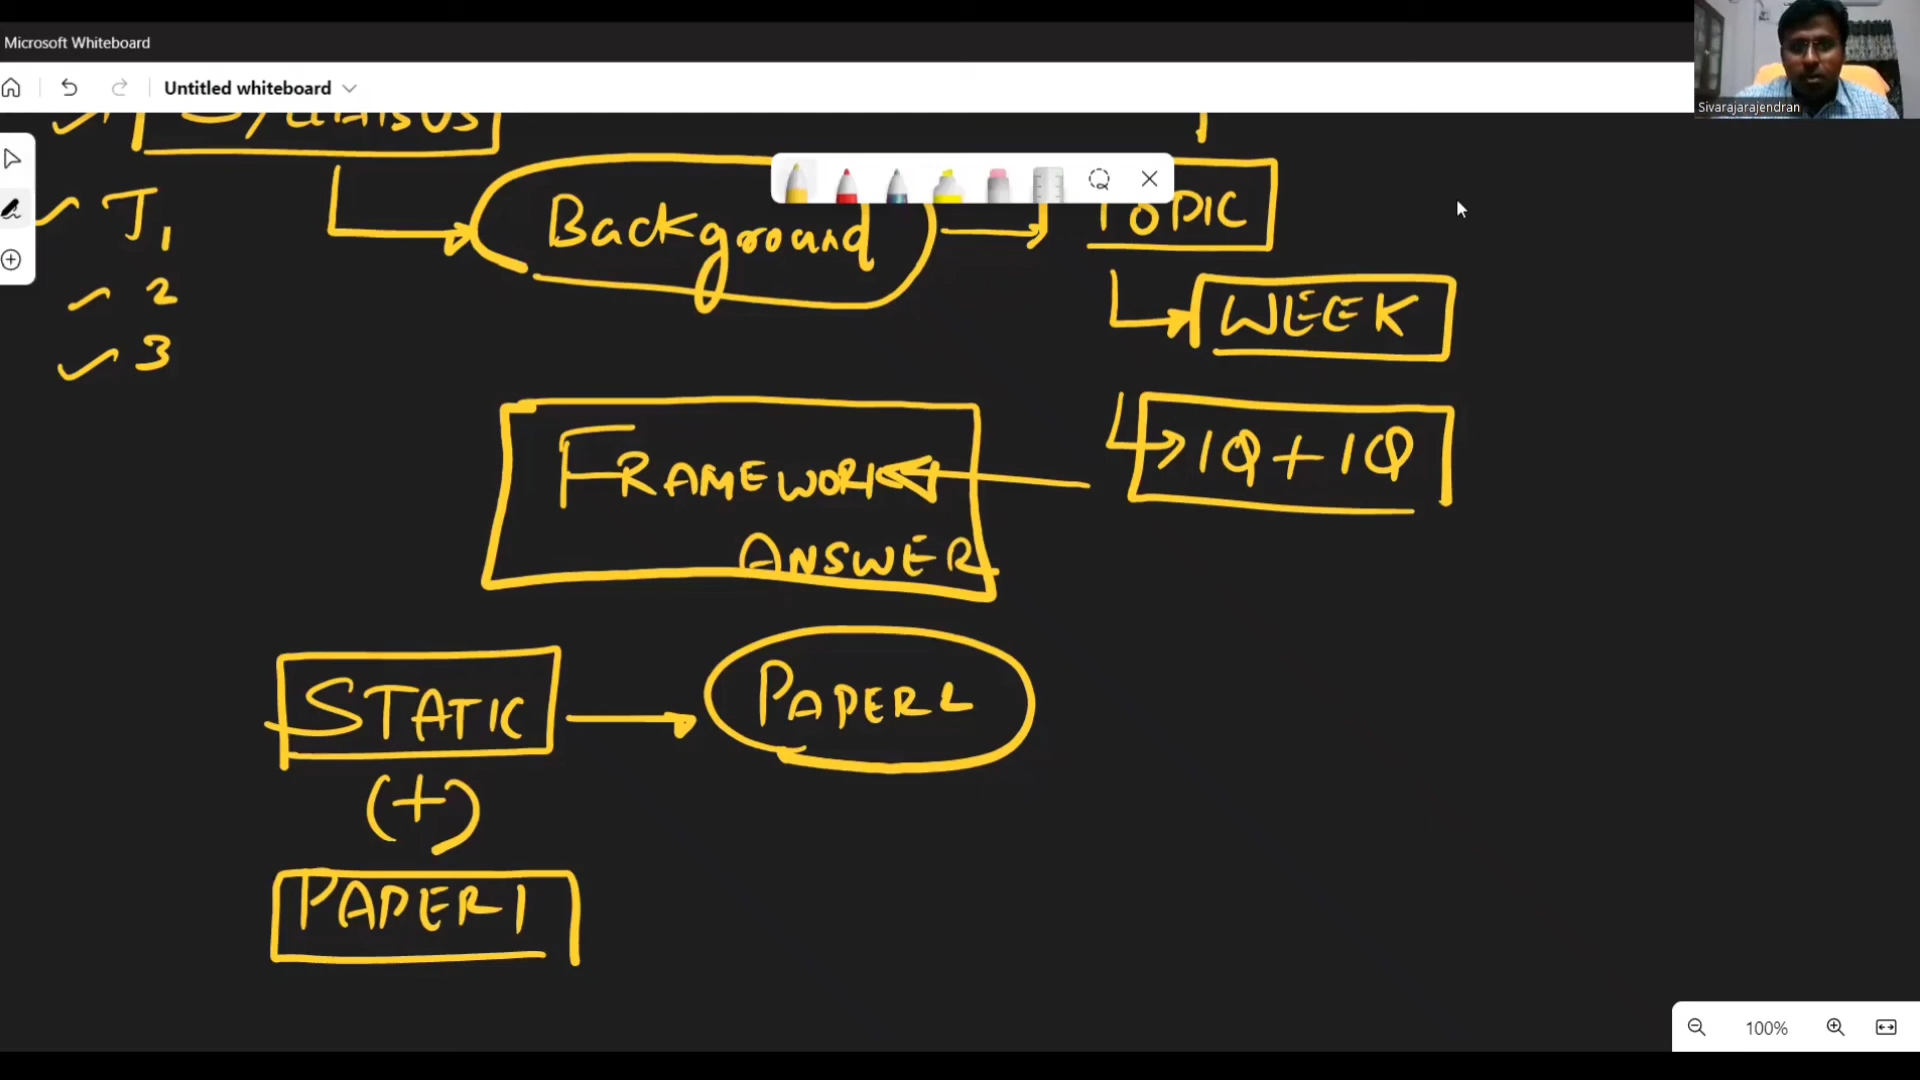 Microsoft Whiteboard
Untitled whiteboard
Sivarajarajendran
T1
2
3
Background
TOPIC
WEEK
1Q+1Q
FRAMEWORK
ANSWER
STATIC
PAPER2
(+)
PAPER1
100%